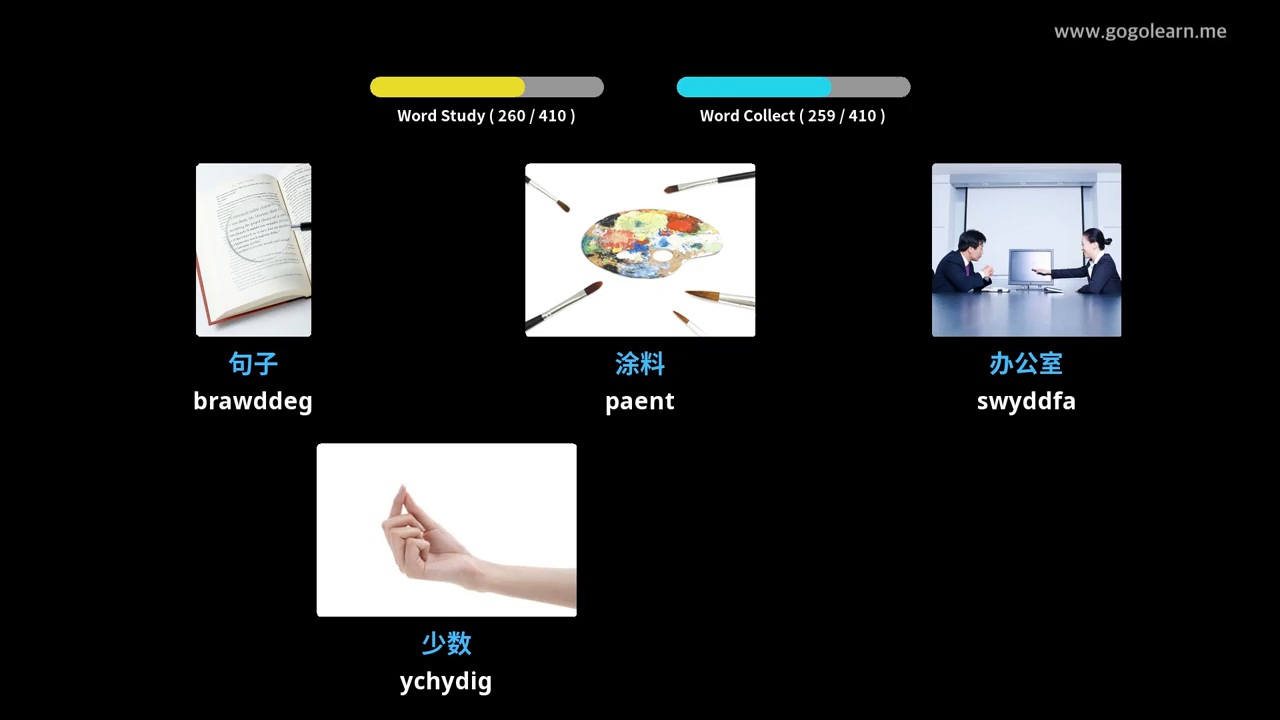 www.gogolearn.me
Word Study ( 260 / 410 )
Word Collect ( 259 / 410 )
句子
brawddeg
涂料
paent
办公室
swyddfa
少数
ychydig